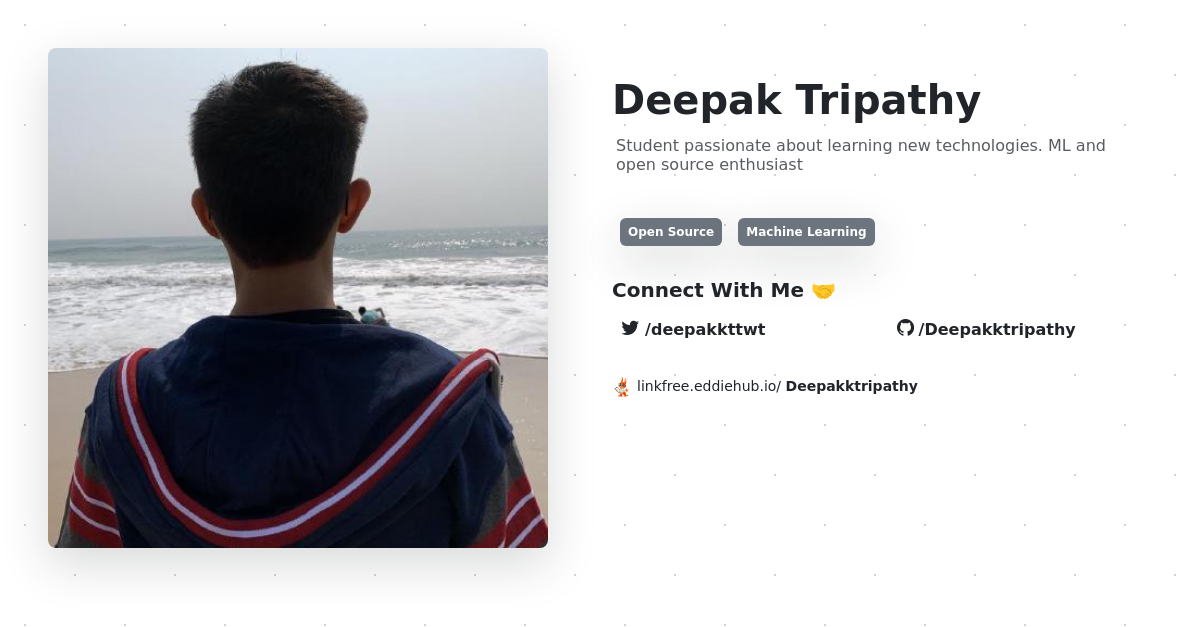 Deepak Tripathy
Student passionate about learning new technologies. ML and
open source enthusiast
Open Source Machine Learning
Connect With Me 🤝
/deepakkttwt /Deepakktripathy
linkfree.eddiehub.io/ Deepakktripathy